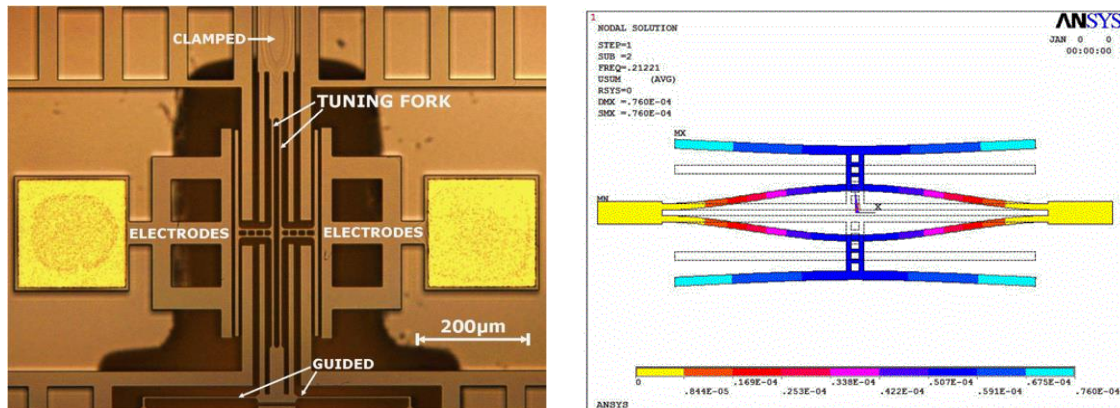 CLAMPED
TUNING FORK
ELECTRODES
ELECTRODES
200µm
GUIDED
1
NODAL SOLUTION
STEP=1
SUB =2
FREQ=.21221
USUM (AVG)
RSYS=0
DMX =.760E-04
SMX =.760E-04
ANSYS
JAN 0 0
00:00:00
MX
MN
X
0
.844E-05
.169E-04
.253E-04
.338E-04
.422E-04
.507E-04
.591E-04
.675E-04
.760E-04
ANSYS